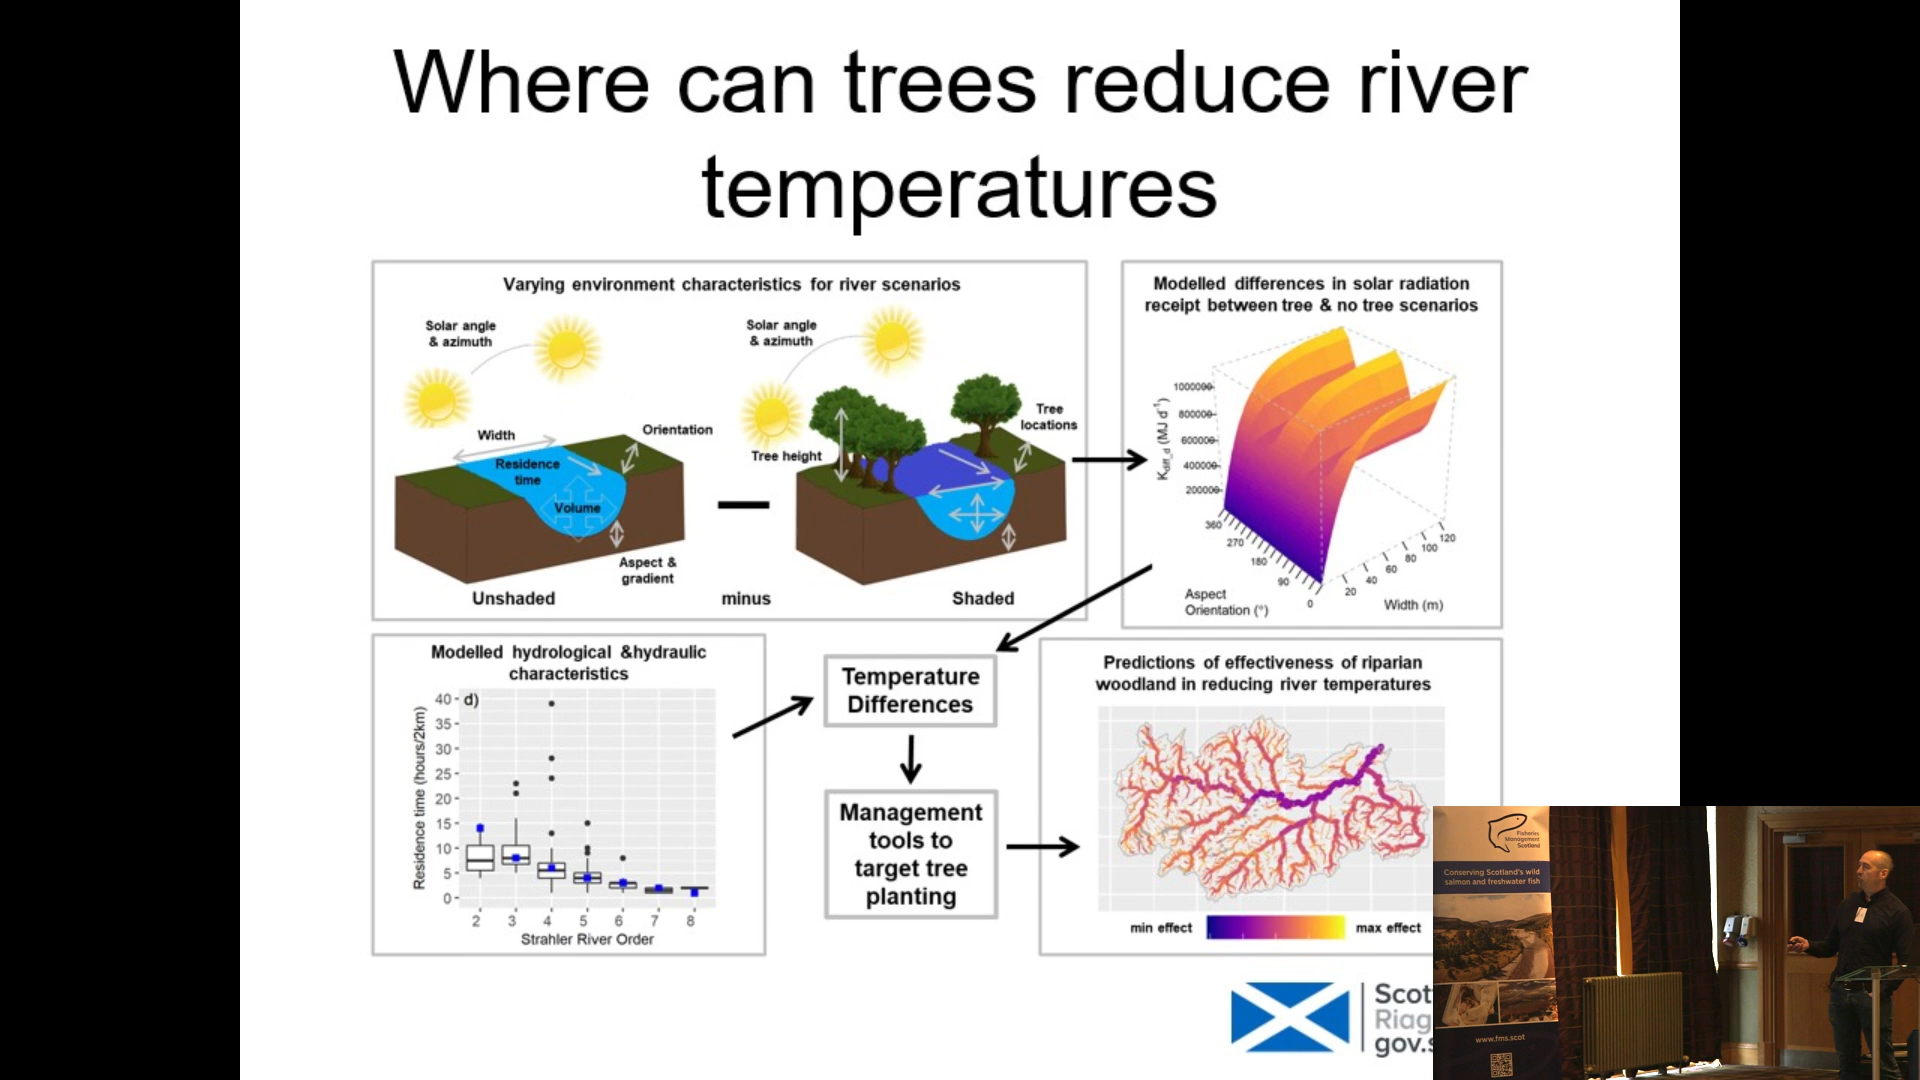 Where can trees reduce river
temperatures
Varying environment characteristics for river scenarios
Solar angle
& azimuth
Width
Orientation
Residence
time
Volume
Aspect &
gradient
Unshaded
minus
Solar angle
& azimuth
Tree height
Tree
locations
Shaded
Modelled differences in solar radiation
receipt between tree & no tree scenarios
Kdiff_d (MJ d-1)
1000000
800000
600000
400000
200000
360
270
180
90
0
Aspect
Orientation (°)
20
40
60
80
100
120
Width (m)
Modelled hydrological &hydraulic
characteristics
d)
Residence time (hours/2km)
40
35
30
25
20
15
10
5
0
2 3 4 5 6 7 8
Strahler River Order
Temperature
Differences
Management
tools to
target tree
planting
Predictions of effectiveness of riparian
woodland in reducing river temperatures
min effect
max effect
Scot
Riag
gov.s
Fisheries
Management
Scotland
Conserving Scotland's wild
salmon and freshwater fish
www.fms.scot